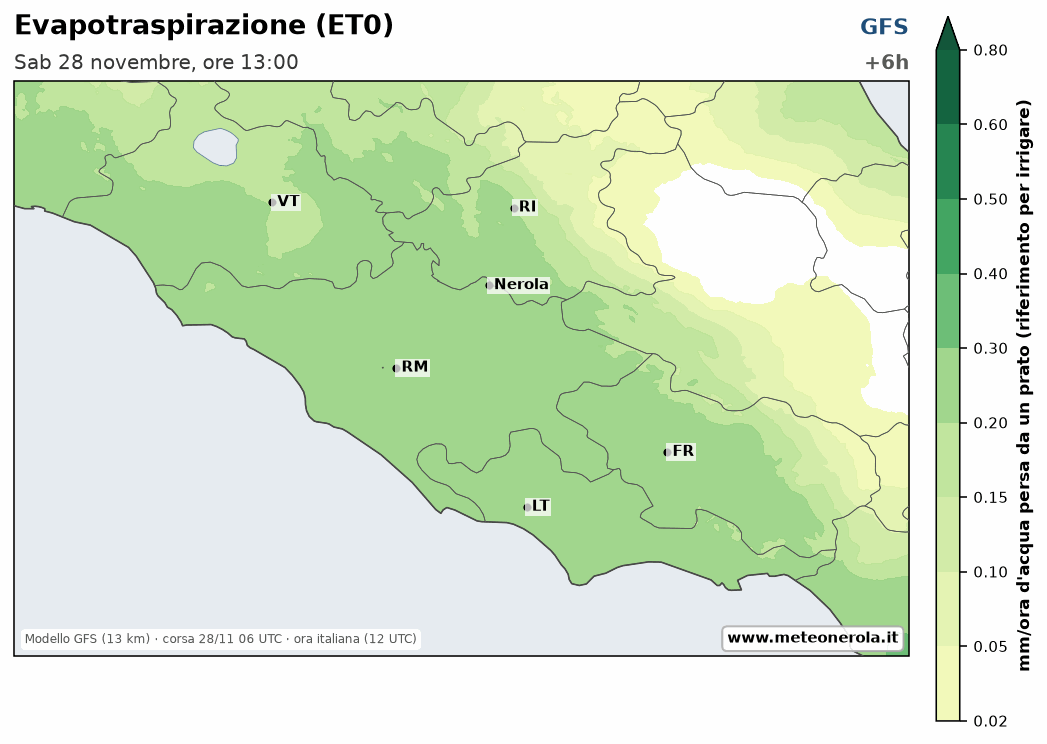 Evapotraspirazione (ET0)
GFS
Sab 28 novembre, ore 13:00
+6h
VT
RI
Nerola
RM
FR
LT
Modello GFS (13 km) · corsa 28/11 06 UTC · ora italiana (12 UTC)
www.meteonerola.it
0.80
0.60
0.50
0.40
0.30
0.20
0.15
0.10
0.05
0.02
mm/ora d'acqua persa da un prato (riferimento per irrigare)